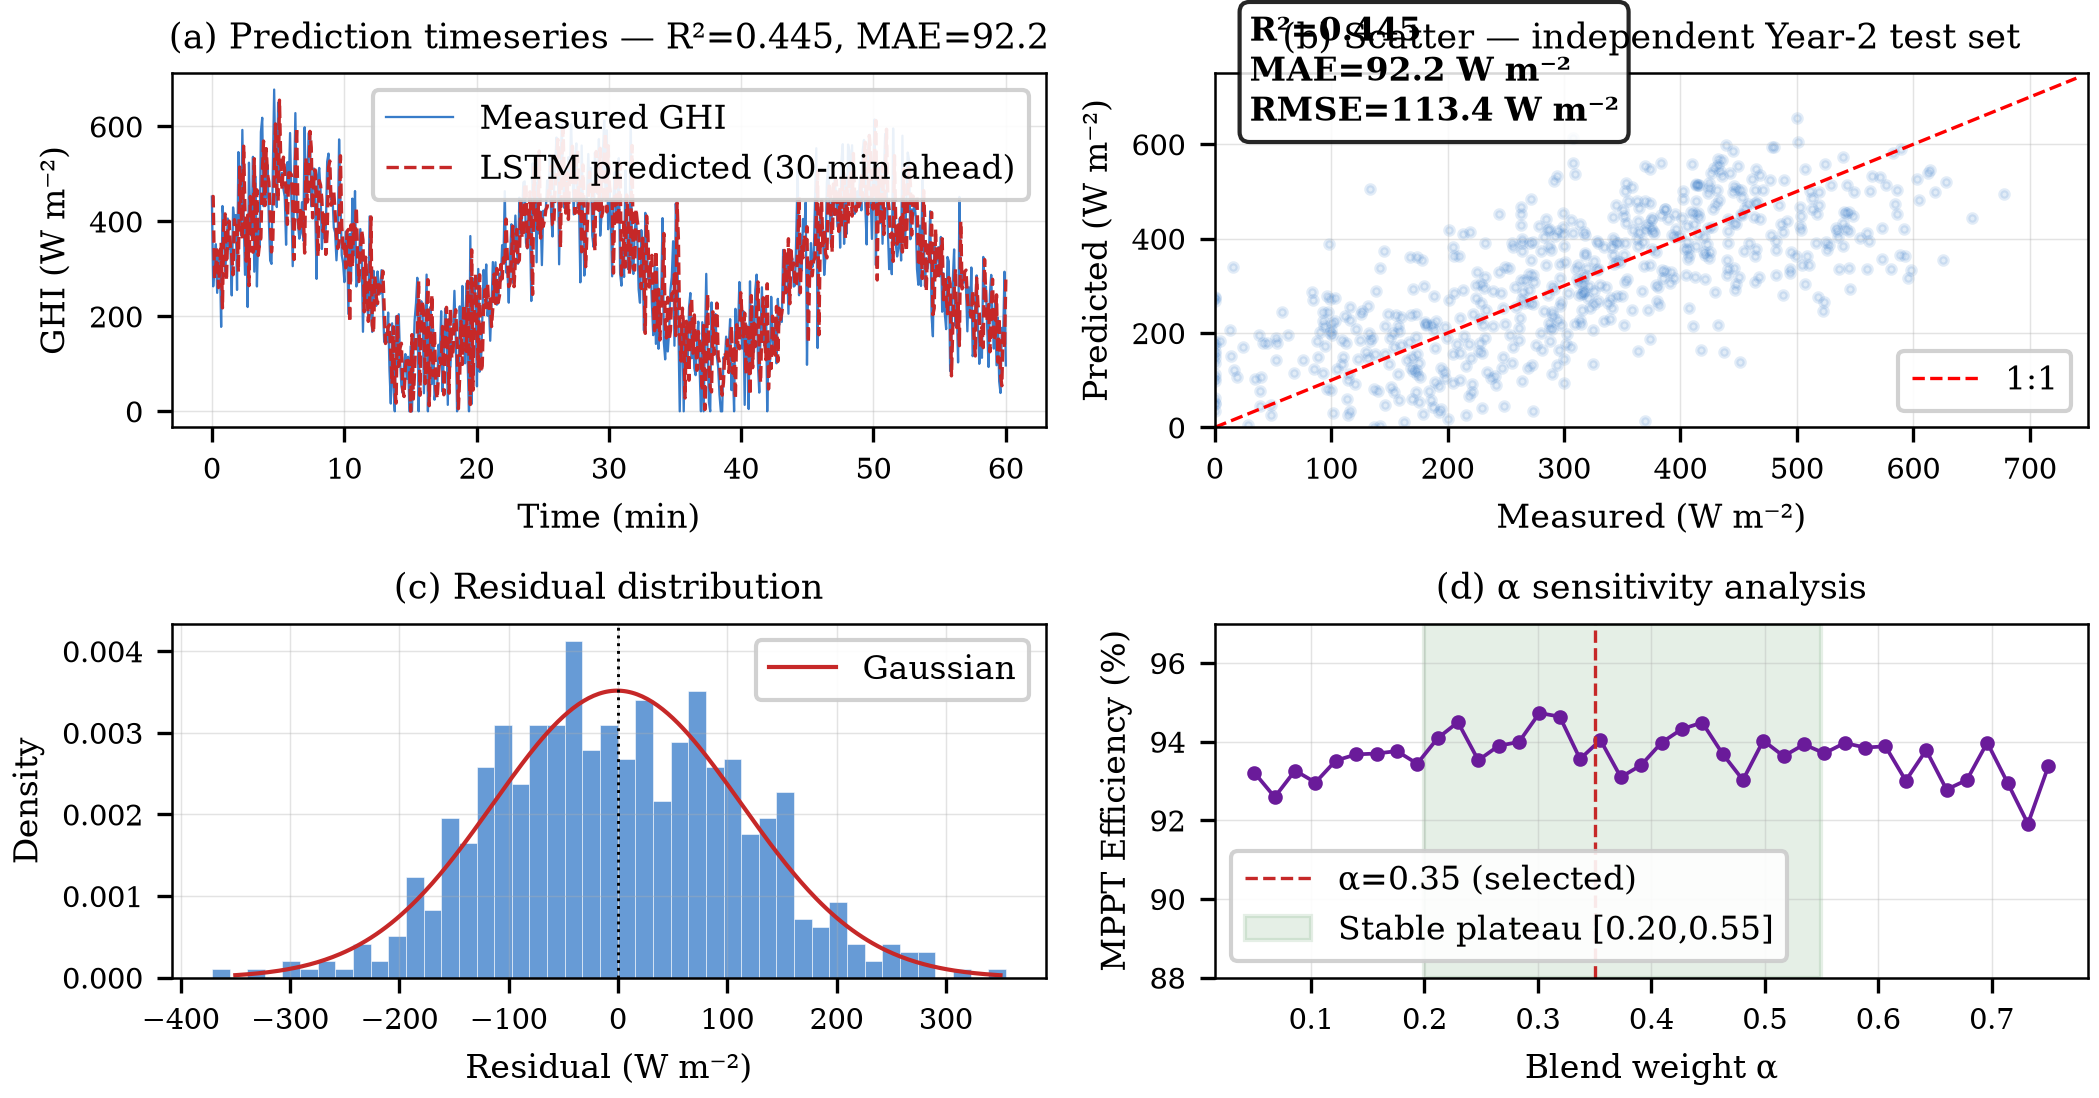 (a) Prediction timeseries — R²=0.445, MAE=92.2
GHI (W m⁻²)
600
400
200
0
Measured GHI
LSTM predicted (30-min ahead)
0 10 20 30 40 50 60
Time (min)
(b) Scatter — independent Year-2 test set
R²=0.445
MAE=92.2 W m⁻²
RMSE=113.4 W m⁻²
Predicted (W m⁻²)
600
400
200
0
1:1
0 100 200 300 400 500 600 700
Measured (W m⁻²)
(c) Residual distribution
Density
0.004
0.003
0.002
0.001
0.000
Gaussian
−400 −300 −200 −100 0 100 200 300
Residual (W m⁻²)
(d) α sensitivity analysis
MPPT Efficiency (%)
96
94
92
90
88
α=0.35 (selected)
Stable plateau [0.20,0.55]
0.1 0.2 0.3 0.4 0.5 0.6 0.7
Blend weight α